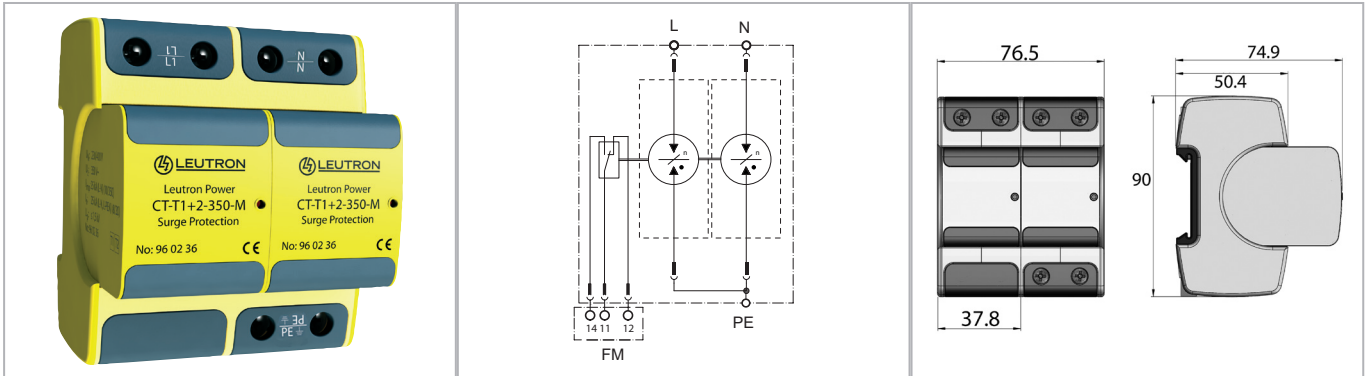 L1
L1
N
N
LEUTRON
Leutron Power
CT-T1+2-350-M
Surge Protection
No: 96 02 36
CE
LEUTRON
Leutron Power
CT-T1+2-350-M
Surge Protection
No: 96 02 36
CE
PE
PE
L
N
n
n
14 11 12
FM
PE
76.5
37.8
74.9
50.4
90